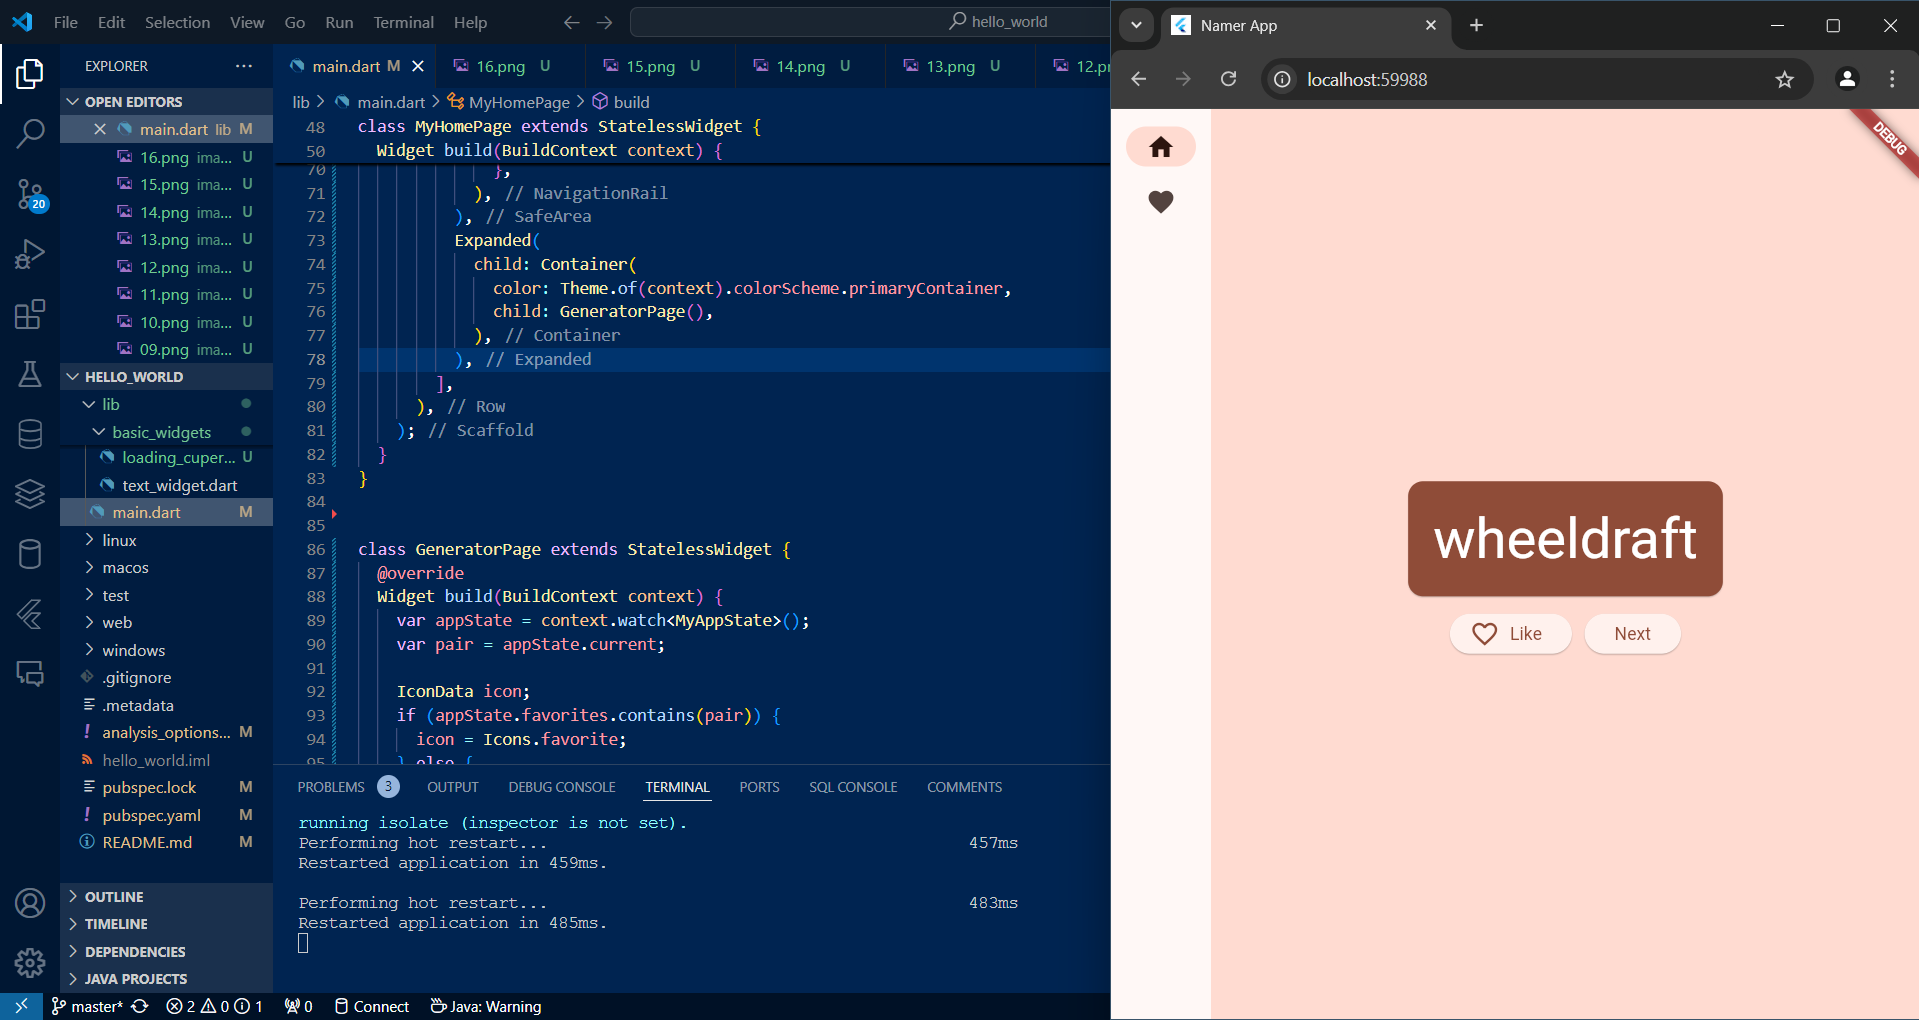 File Edit Selection View Go Run Terminal Help
hello_world
EXPLORER
OPEN EDITORS
main.dart lib M
16.png ima... U
15.png ima... U
14.png ima... U
13.png ima... U
12.png ima... U
11.png ima... U
10.png ima... U
09.png ima... U
HELLO_WORLD
lib
basic_widgets
loading_cuper... U
text_widget.dart
main.dart M
linux
macos
test
web
windows
.gitignore
.metadata
analysis_options... M
hello_world.iml
pubspec.lock M
pubspec.yaml M
README.md M
OUTLINE
TIMELINE
DEPENDENCIES
JAVA PROJECTS
20
main.dart M
16.png U
15.png U
14.png U
13.png U
12.pn
lib > main.dart > MyHomePage > build
48 class MyHomePage extends StatelessWidget {
50 Widget build(BuildContext context) {
70 },
71 ), // NavigationRail
72 ), // SafeArea
73 Expanded(
74 child: Container(
75 color: Theme.of(context).colorScheme.primaryContainer,
76 child: GeneratorPage(),
77 ), // Container
78 ), // Expanded
79 ],
80 ), // Row
81 ); // Scaffold
82 }
83 }
84
85
86 class GeneratorPage extends StatelessWidget {
87 @override
88 Widget build(BuildContext context) {
89 var appState = context.watch<MyAppState>();
90 var pair = appState.current;
91
92 IconData icon;
93 if (appState.favorites.contains(pair)) {
94 icon = Icons.favorite;
95 } else {
PROBLEMS 3 OUTPUT DEBUG CONSOLE TERMINAL PORTS SQL CONSOLE COMMENTS
running isolate (inspector is not set).
Performing hot restart... 457ms
Restarted application in 459ms.
Performing hot restart... 483ms
Restarted application in 485ms.
master* 2 0 1 0 Connect Java: Warning
Namer App
localhost:59988
DEBUG
wheeldraft
Like
Next